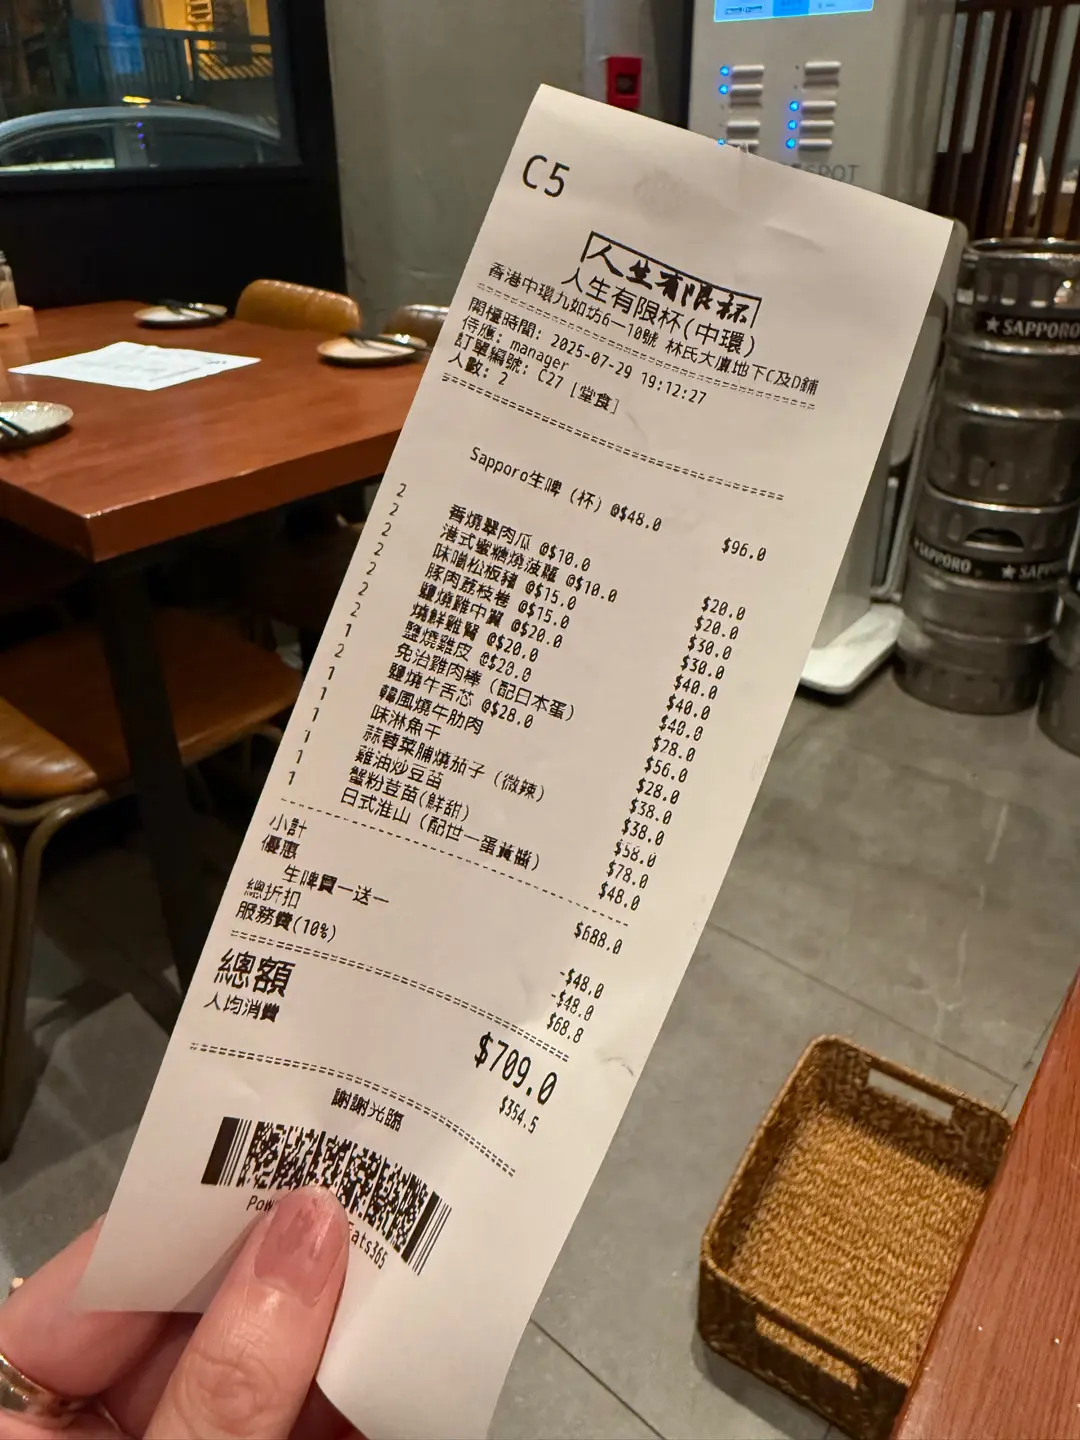 C5
人生有限杯
人生有限杯(中環)
香港中環九如坊6–10號 林氏大廈地下C及D鋪
開檯時間: 2025-07-29 19:12:27
侍應: manager
訂單編號: C27 [堂食]
人數: 2
2 Sapporo生啤 (杯) @$48.0 $96.0
2 香燒翠肉瓜 @$10.0 $20.0
2 港式蜜糖燒菠蘿 @$10.0 $20.0
2 味噌松板豬 @$15.0 $30.0
2 豚肉荔枝卷 @$15.0 $30.0
2 鹽燒雞中翼 @$20.0 $40.0
2 燒鮮雞腎 @$20.0 $40.0
2 鹽燒雞皮 @$20.0 $40.0
1 免治雞肉棒 (配日本蛋) $28.0
2 鹽燒牛舌芯 @$28.0 $56.0
1 韓風燒牛肋肉 $28.0
1 味淋魚干 $38.0
1 蒜蓉菜脯燒茄子 (微辣) $38.0
1 雞油炒豆苗 $58.0
1 蟹粉荳苗(鮮甜) $78.0
1 日式淮山 (配世一蛋黃醬) $48.0
小計 $688.0
優惠
生啤買一送一 -$48.0
總折扣 -$48.0
服務費(10%) $68.8
總額 $709.0
人均消費 $354.5
謝謝光臨
Pow
Eats365
★SAPPORO
SAPPORO
★ SAPP
SPOT